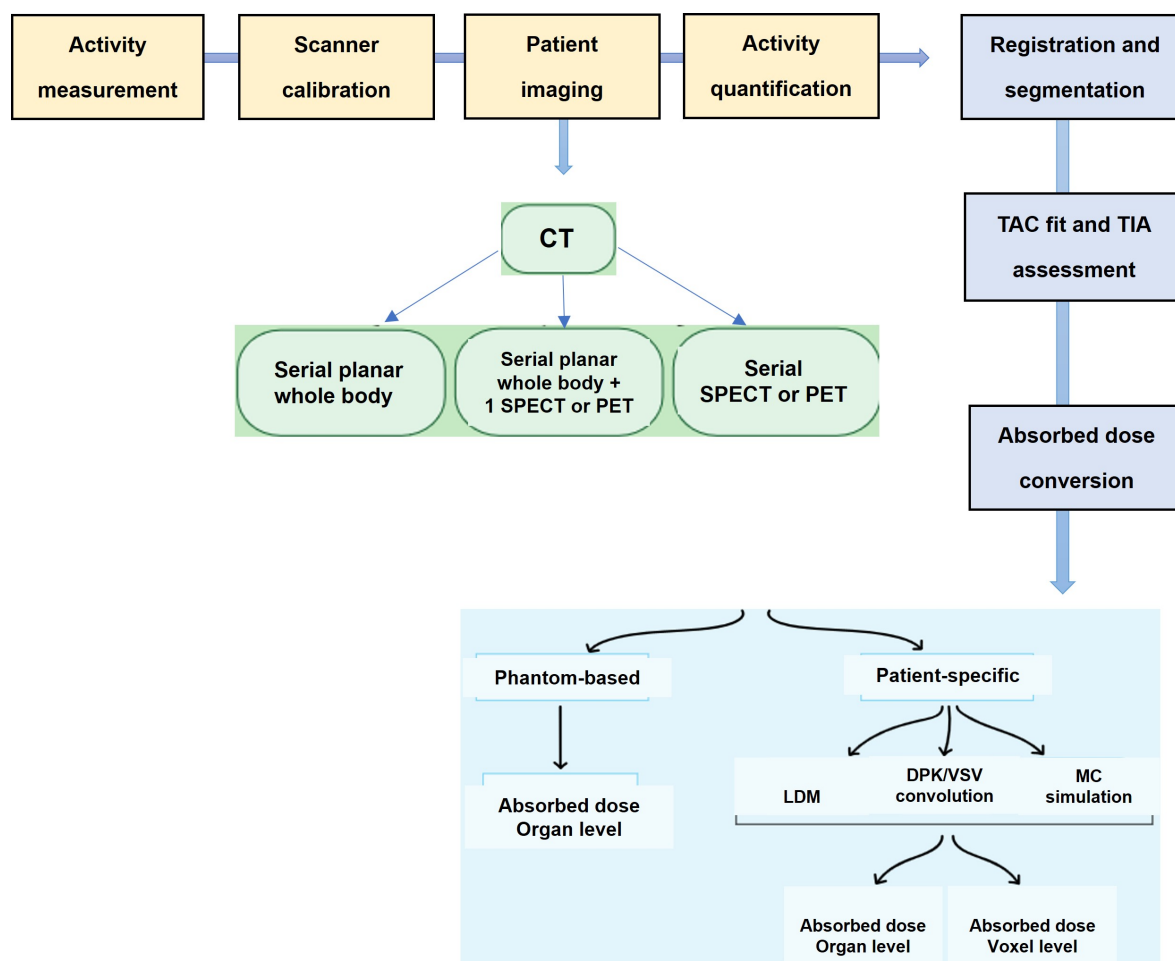 Activity
measurement
Scanner
calibration
Patient
imaging
Activity
quantification
Registration and
segmentation
CT
TAC fit and TIA
assessment
Serial planar
whole body
Serial planar
whole body +
1 SPECT or PET
Serial
SPECT or PET
Absorbed dose
conversion
Phantom-based
Patient-specific
Absorbed dose
Organ level
LDM
DPK/VSV
convolution
MC
simulation
Absorbed dose
Organ level
Absorbed dose
Voxel level